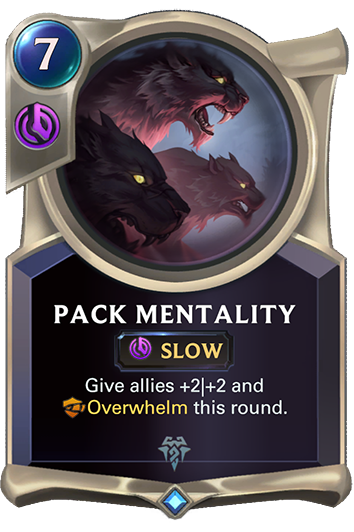 7
PACK MENTALITY
SLOW
Give allies +2|+2 and
Overwhelm this round.